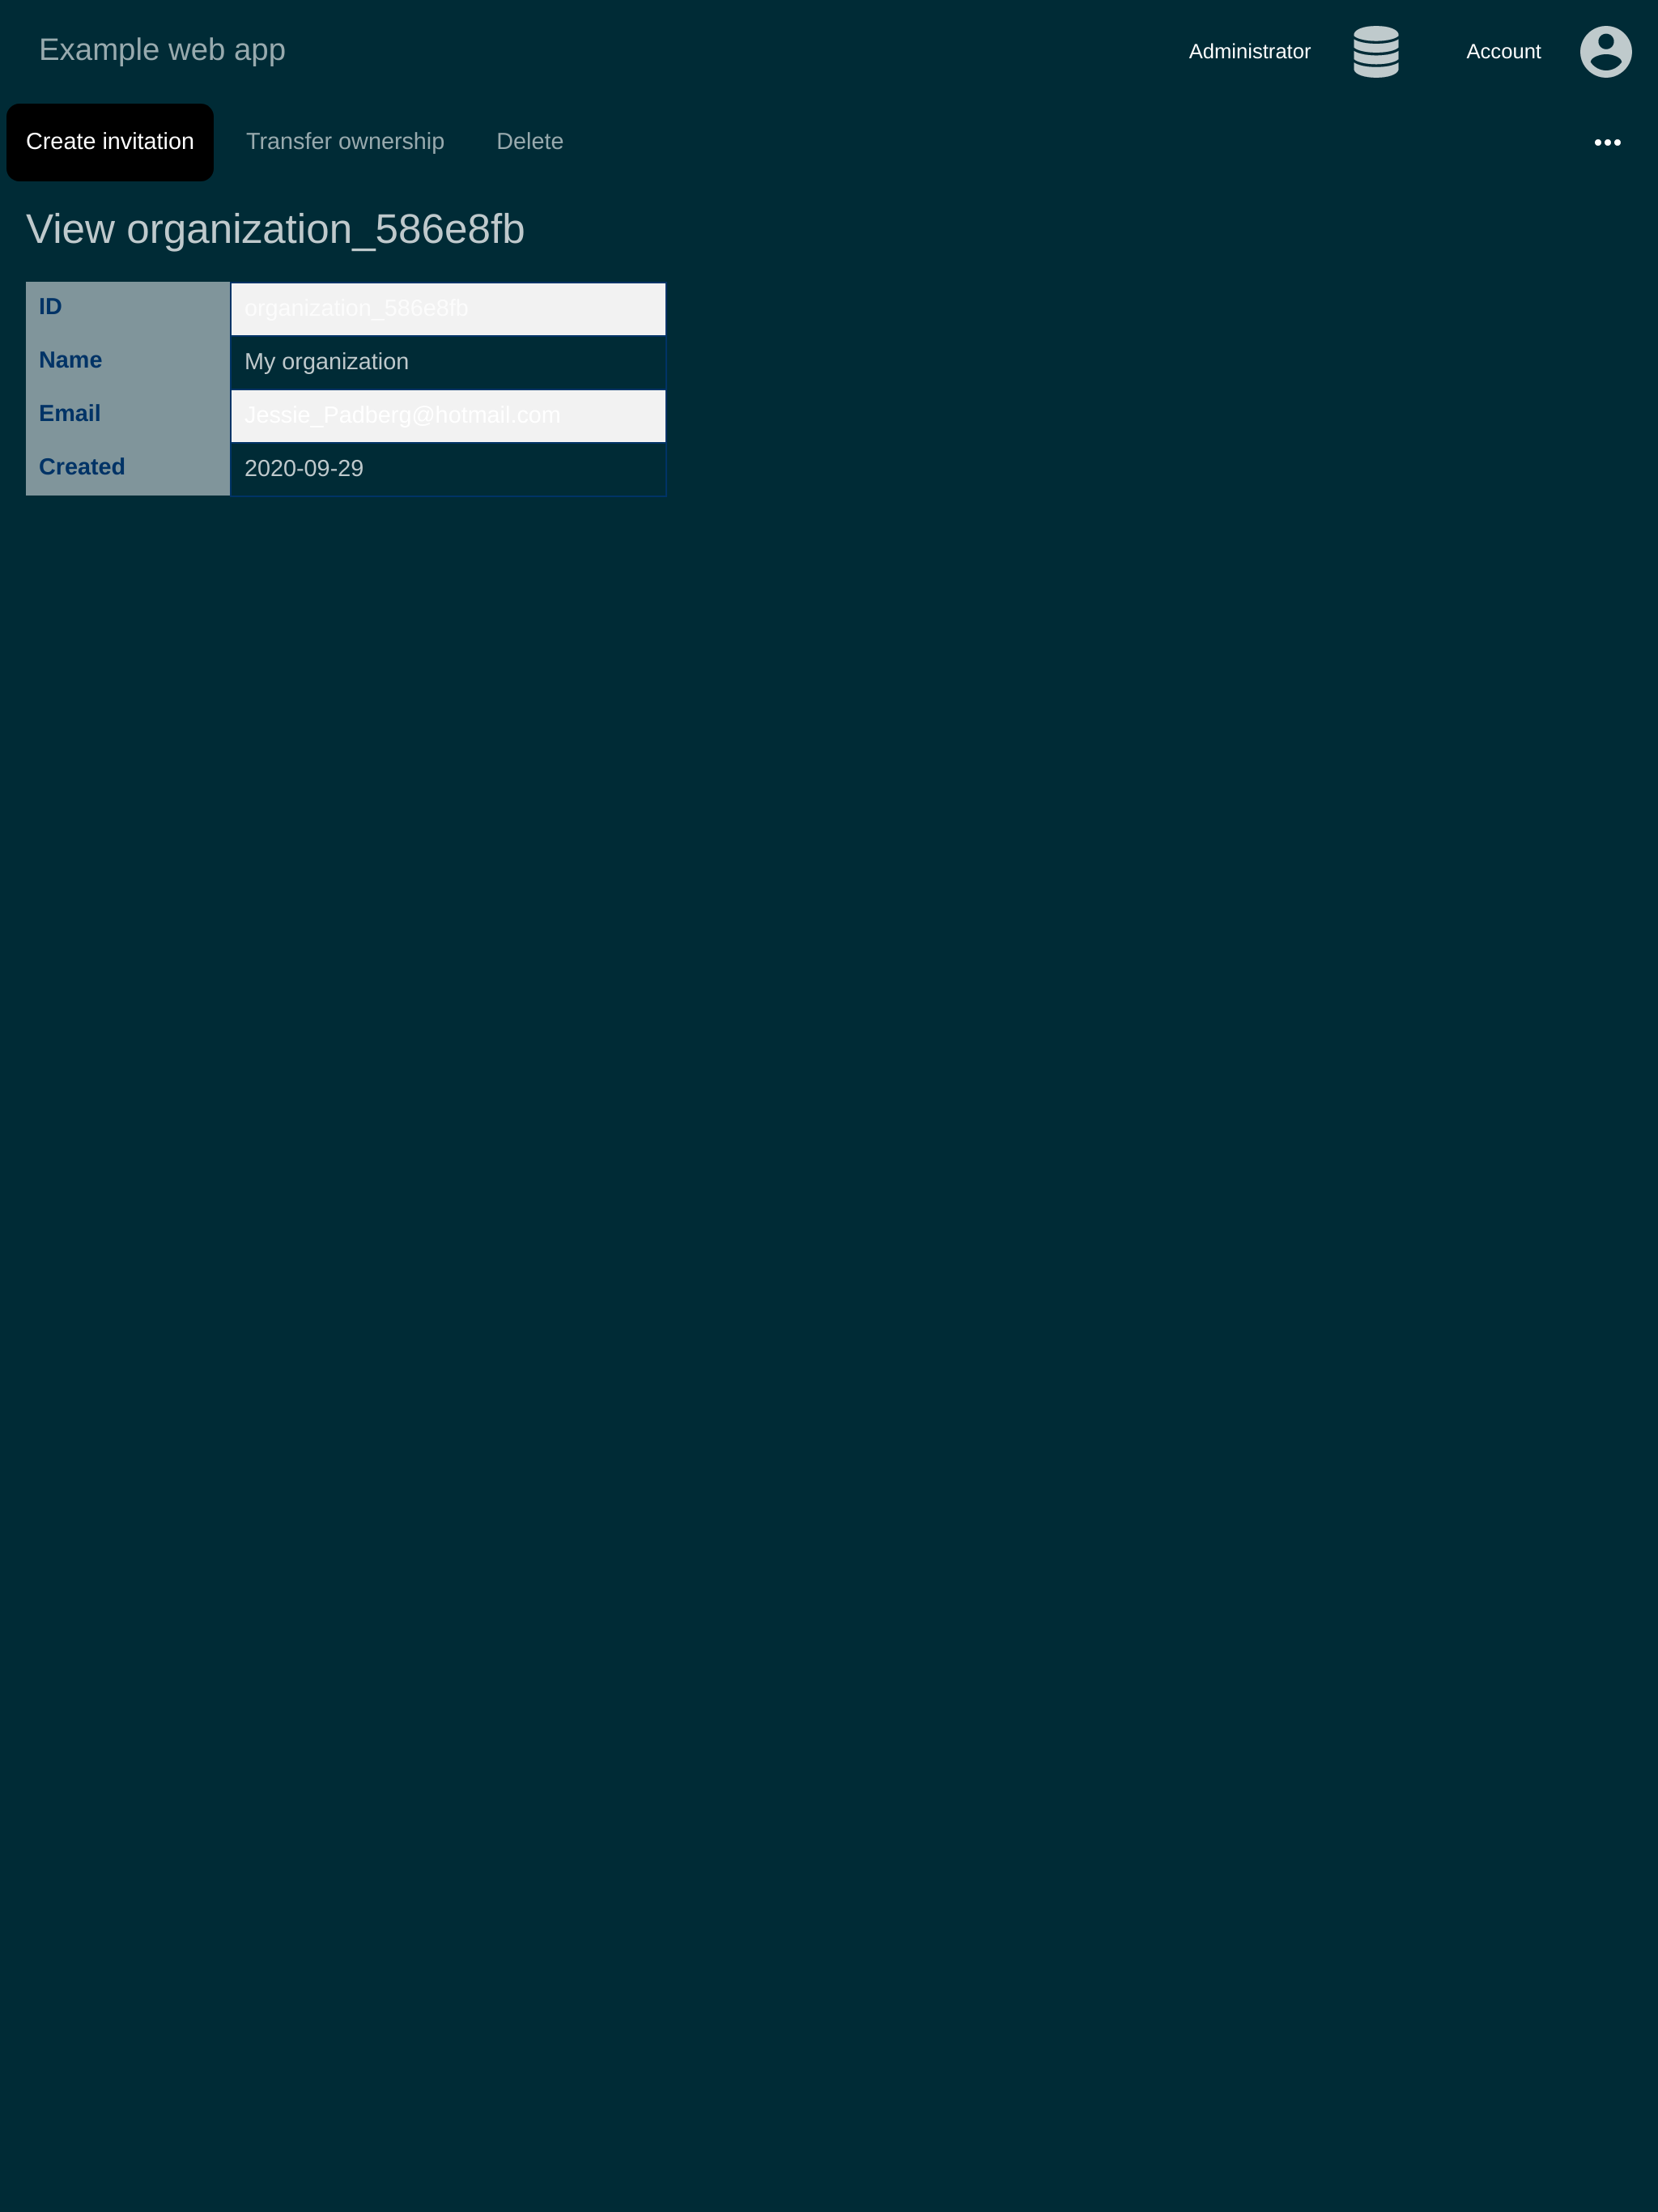 Example web app
Administrator
Account
Create invitation
Transfer ownership
Delete
View organization_586e8fb
ID
organization_586e8fb
Name
My organization
Email
Jessie_Padberg@hotmail.com
Created
2020-09-29